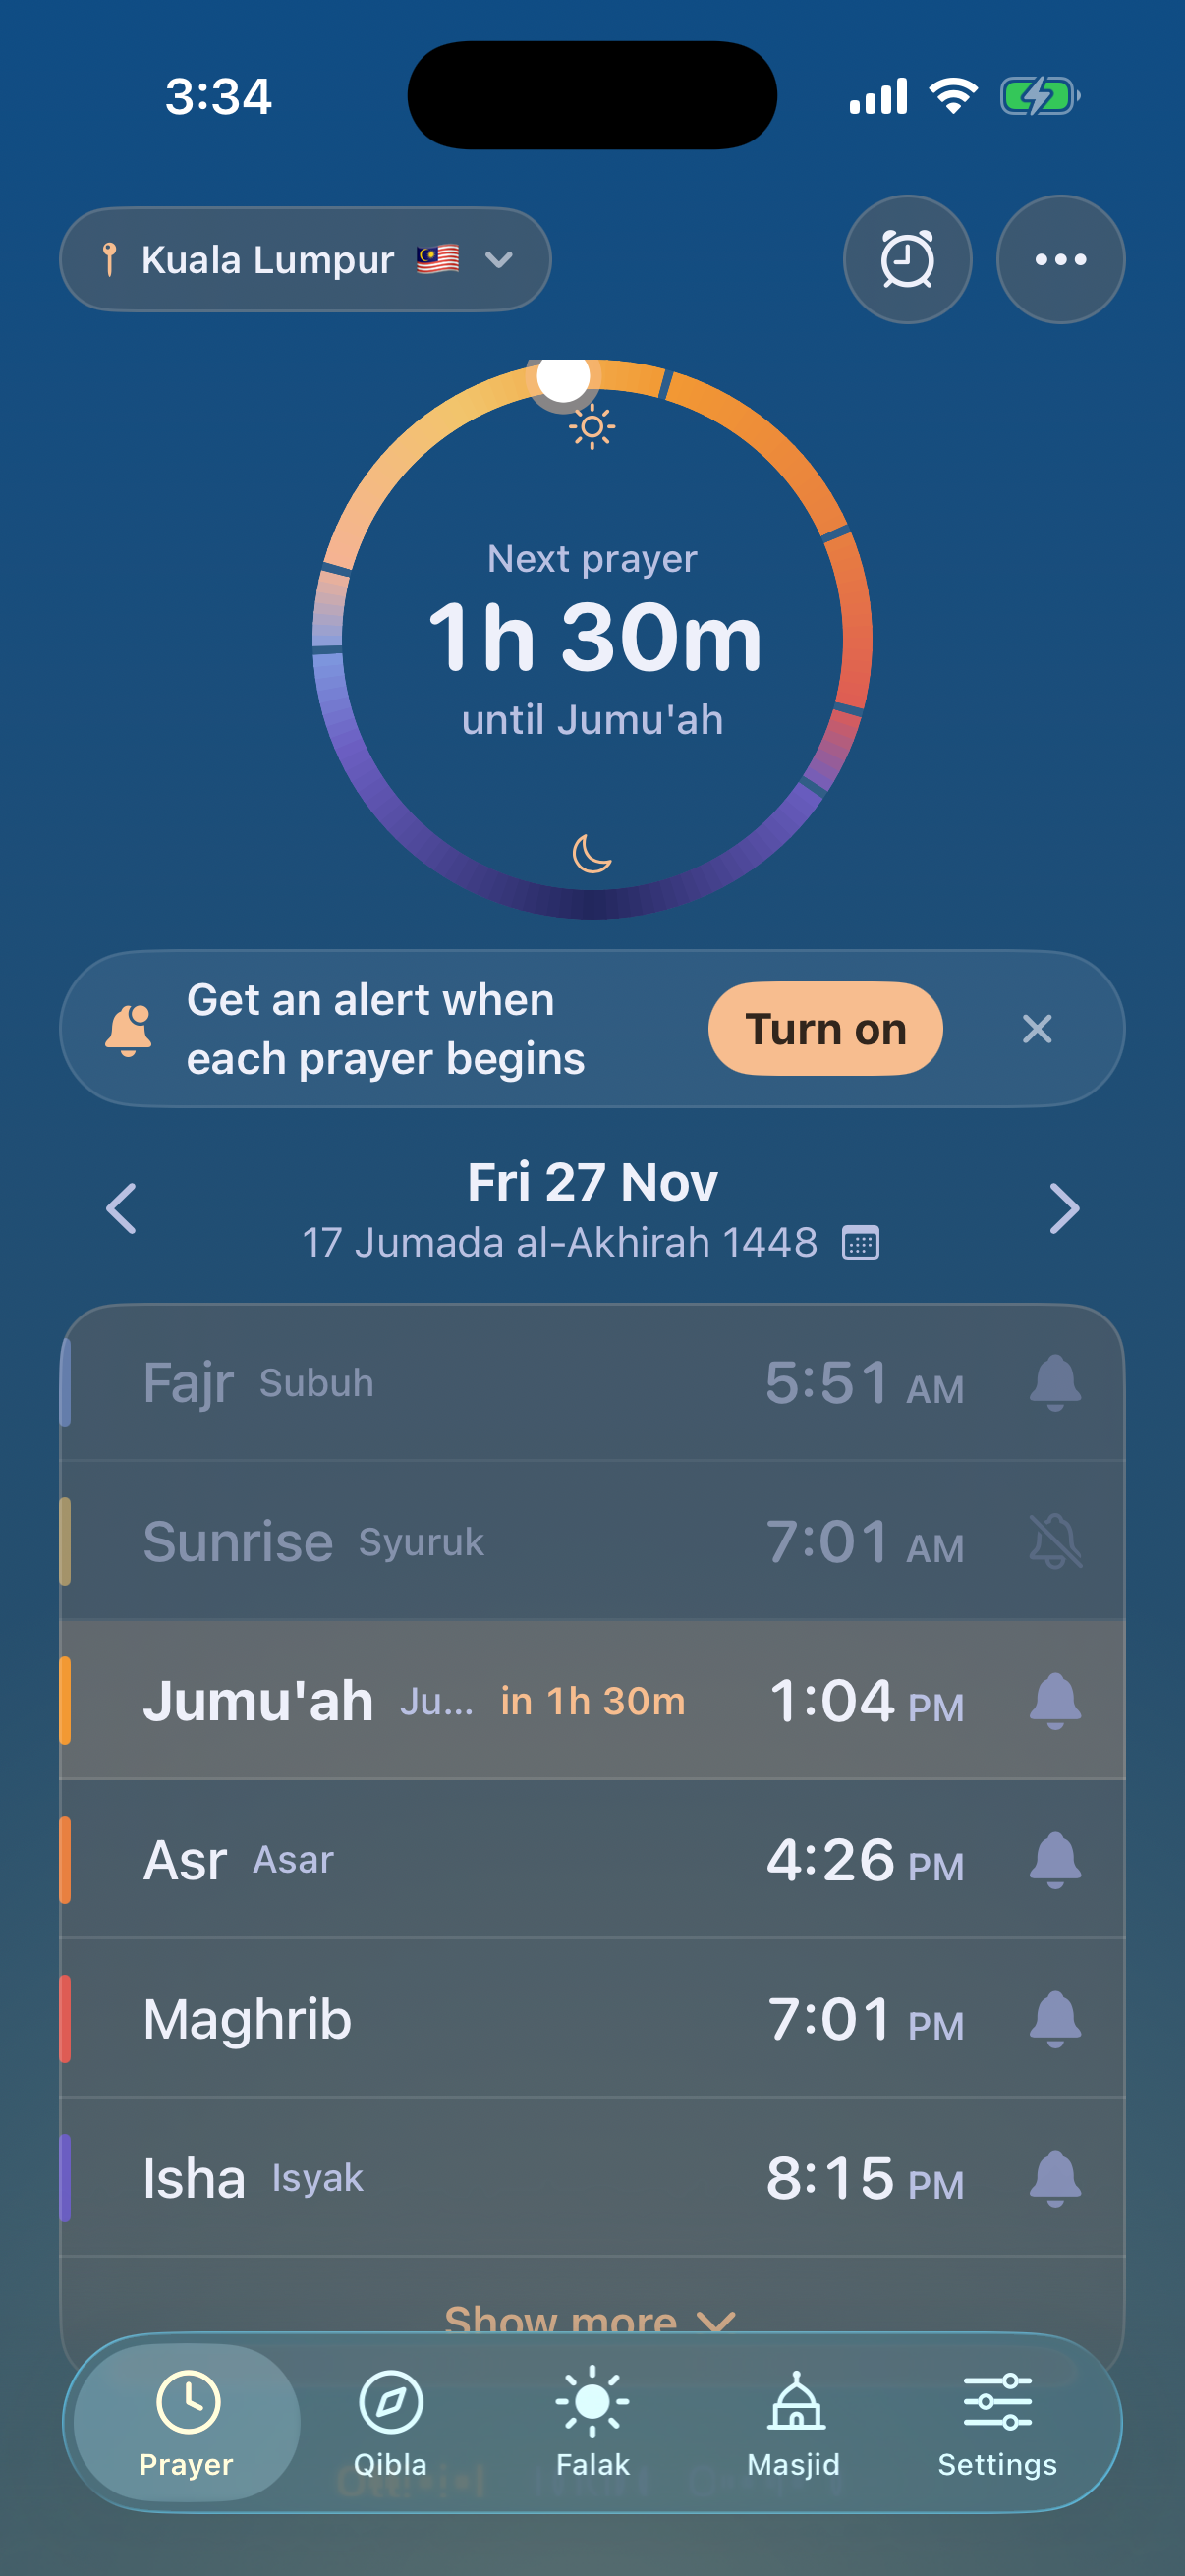 3:34
Kuala Lumpur 🇲🇾
Next prayer
1h 30m
until Jumu'ah
Get an alert when
each prayer begins
Turn on
Fri 27 Nov
17 Jumada al-Akhirah 1448
Fajr Subuh 5:51 AM
Sunrise Syuruk 7:01 AM
Jumu'ah Ju... in 1h 30m 1:04 PM
Asr Asar 4:26 PM
Maghrib 7:01 PM
Isha Isyak 8:15 PM
Show more
Prayer Qibla Falak Masjid Settings